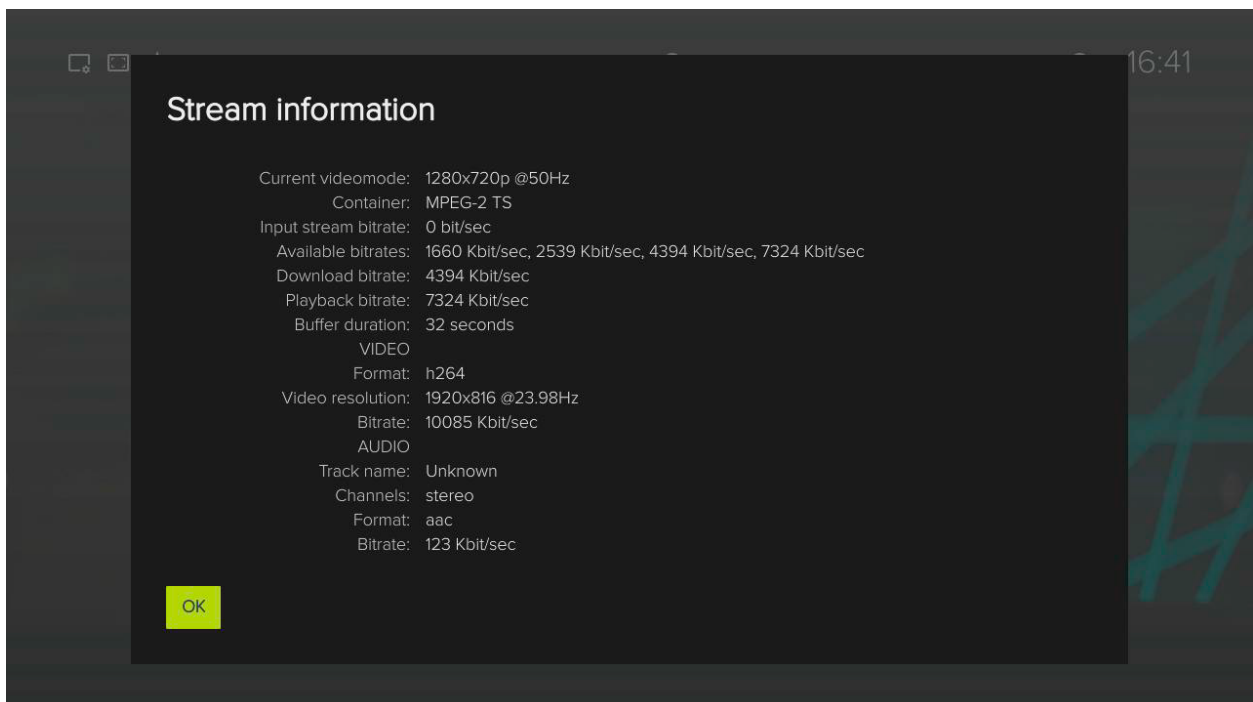 16:41
Stream information
Current videomode: 1280x720p @50Hz
Container: MPEG-2 TS
Input stream bitrate: 0 bit/sec
Available bitrates: 1660 Kbit/sec, 2539 Kbit/sec, 4394 Kbit/sec, 7324 Kbit/sec
Download bitrate: 4394 Kbit/sec
Playback bitrate: 7324 Kbit/sec
Buffer duration: 32 seconds
VIDEO
Format: h264
Video resolution: 1920x816 @23.98Hz
Bitrate: 10085 Kbit/sec
AUDIO
Track name: Unknown
Channels: stereo
Format: aac
Bitrate: 123 Kbit/sec
OK